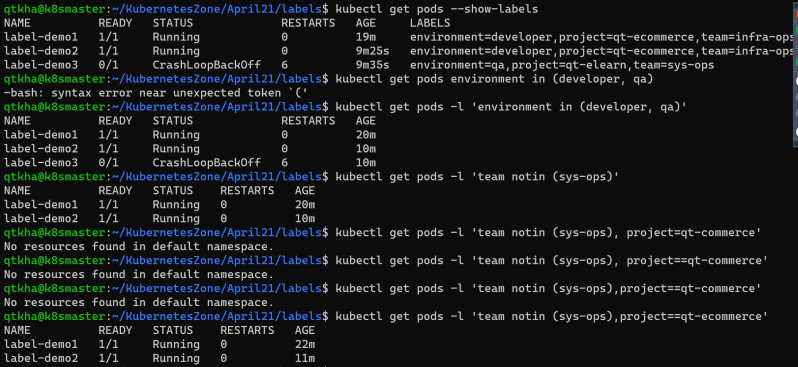 qtkha@k8smaster:~/KubernetesZone/April21/labels$ kubectl get pods --show-labels
NAME READY STATUS RESTARTS AGE LABELS
label-demo1 1/1 Running 0 19m environment=developer,project=qt-ecommerce,team=infra-ops
label-demo2 1/1 Running 0 9m25s environment=developer,project=qt-ecommerce,team=infra-ops
label-demo3 0/1 CrashLoopBackOff 6 9m35s environment=qa,project=qt-elearn,team=sys-ops
qtkha@k8smaster:~/KubernetesZone/April21/labels$ kubectl get pods environment in (developer, qa)
-bash: syntax error near unexpected token `('
qtkha@k8smaster:~/KubernetesZone/April21/labels$ kubectl get pods -l 'environment in (developer, qa)'
NAME READY STATUS RESTARTS AGE
label-demo1 1/1 Running 0 20m
label-demo2 1/1 Running 0 10m
label-demo3 0/1 CrashLoopBackOff 6 10m
qtkha@k8smaster:~/KubernetesZone/April21/labels$ kubectl get pods -l 'team notin (sys-ops)'
NAME READY STATUS RESTARTS AGE
label-demo1 1/1 Running 0 20m
label-demo2 1/1 Running 0 10m
qtkha@k8smaster:~/KubernetesZone/April21/labels$ kubectl get pods -l 'team notin (sys-ops), project=qt-commerce'
No resources found in default namespace.
qtkha@k8smaster:~/KubernetesZone/April21/labels$ kubectl get pods -l 'team notin (sys-ops), project==qt-commerce'
No resources found in default namespace.
qtkha@k8smaster:~/KubernetesZone/April21/labels$ kubectl get pods -l 'team notin (sys-ops),project==qt-commerce'
No resources found in default namespace.
qtkha@k8smaster:~/KubernetesZone/April21/labels$ kubectl get pods -l 'team notin (sys-ops),project==qt-ecommerce'
NAME READY STATUS RESTARTS AGE
label-demo1 1/1 Running 0 22m
label-demo2 1/1 Running 0 11m